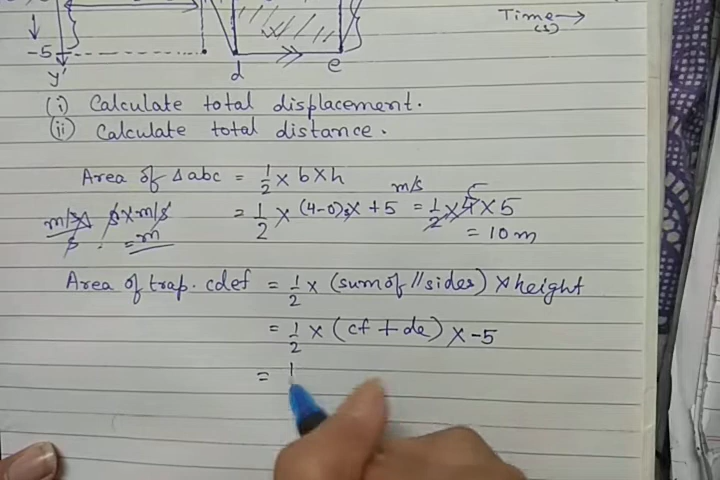 Time →
(s)
-5
y'
d
e
(i) Calculate total displacement.
(ii) Calculate total distance.
Area of Δabc = 1/2 × b × h
m/s
= 1/2 × (4-0)s × +5 = 1/2 × 4 × 5
s × m/s
= m
= 10 m
Area of trap. cdef = 1/2 × (sum of // sides) × height
= 1/2 × (cf + de) × -5
= 1